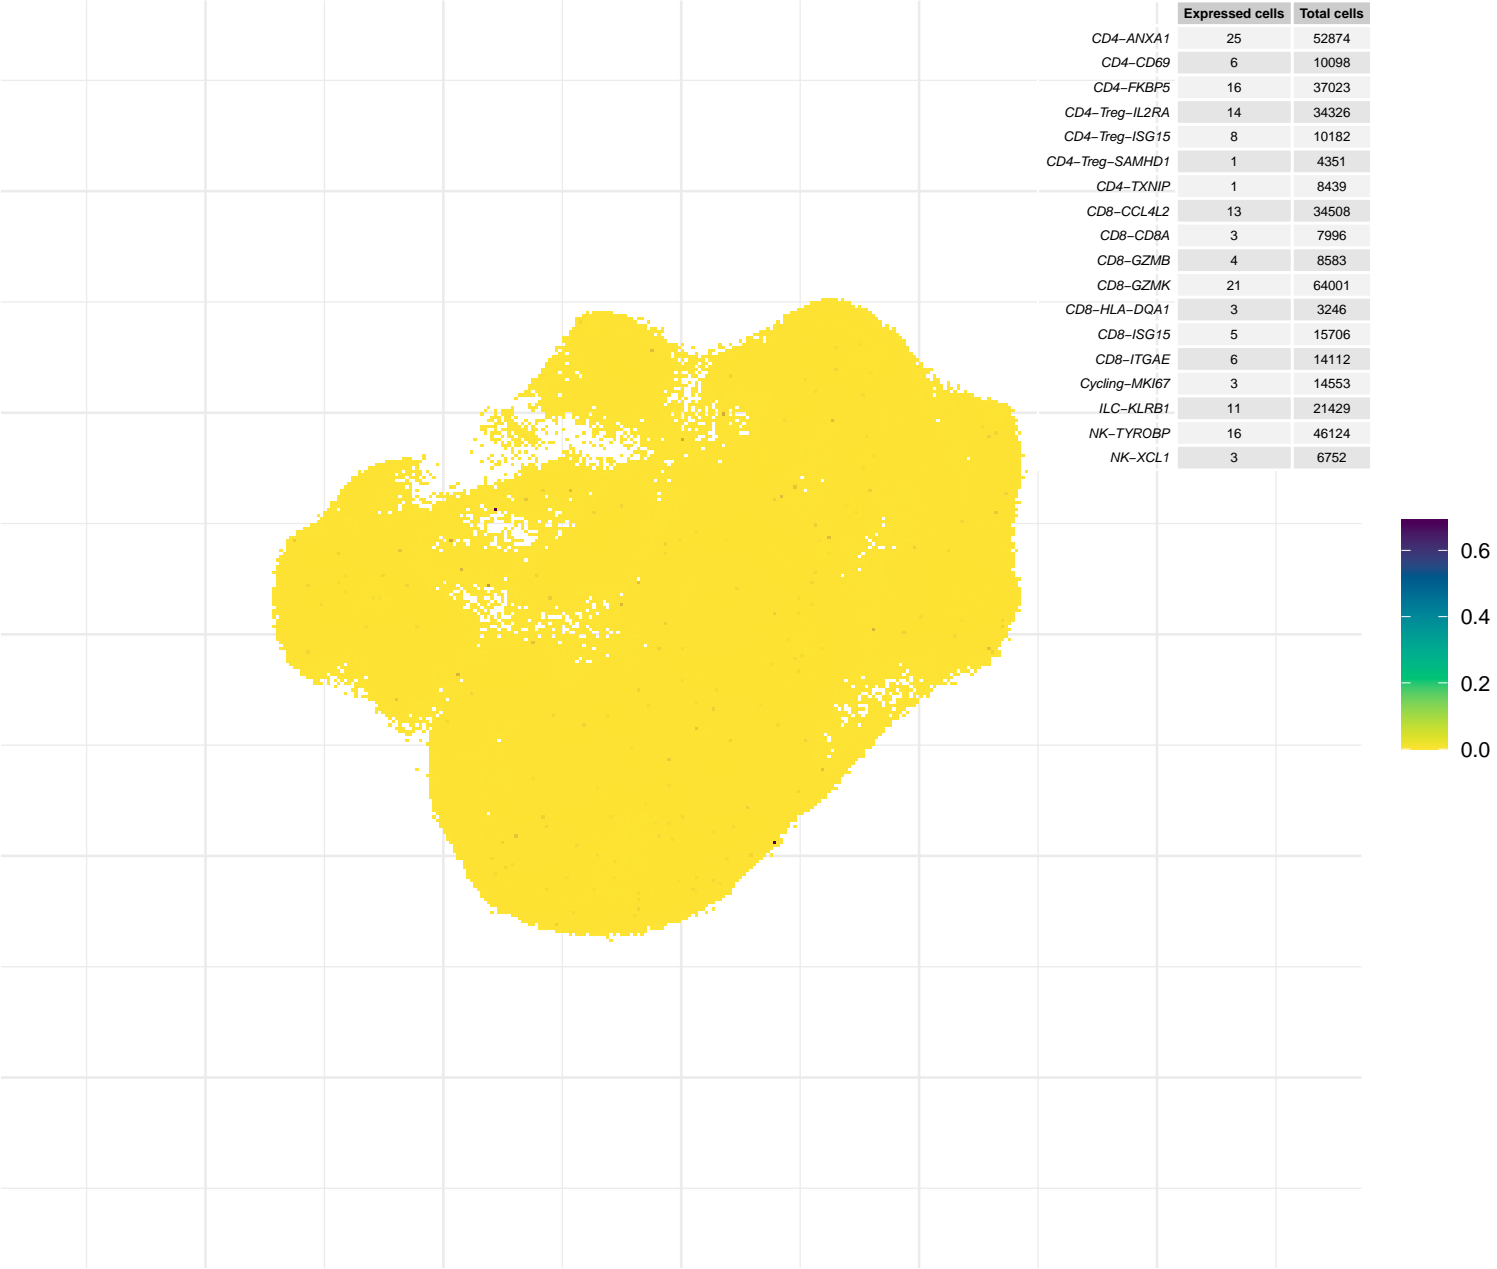 Expressed cells Total cells
CD4−ANXA1 25 52874
CD4−CD69 6 10098
CD4−FKBP5 16 37023
CD4−Treg−IL2RA 14 34326
CD4−Treg−ISG15 8 10182
CD4−Treg−SAMHD1 1 4351
CD4−TXNIP 1 8439
CD8−CCL4L2 13 34508
CD8−CD8A 3 7996
CD8−GZMB 4 8583
CD8−GZMK 21 64001
CD8−HLA−DQA1 3 3246
CD8−ISG15 5 15706
CD8−ITGAE 6 14112
Cycling−MKI67 3 14553
ILC−KLRB1 11 21429
NK−TYROBP 16 46124
NK−XCL1 3 6752
0.6
0.4
0.2
0.0